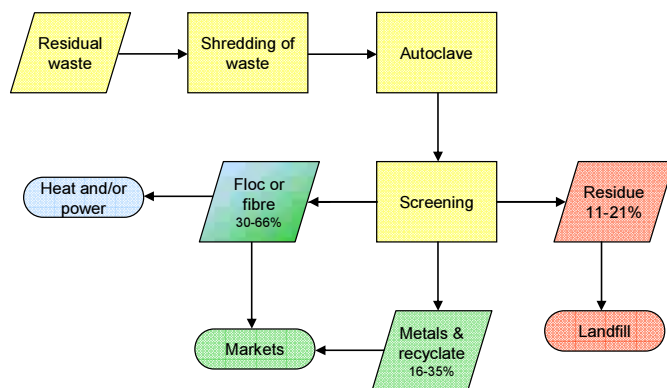 Residual
waste
Shredding of
waste
Autoclave
Heat and/or
power
Floc or
fibre
30-66%
Screening
Residue
11-21%
Markets
Metals &
recyclate
16-35%
Landfill